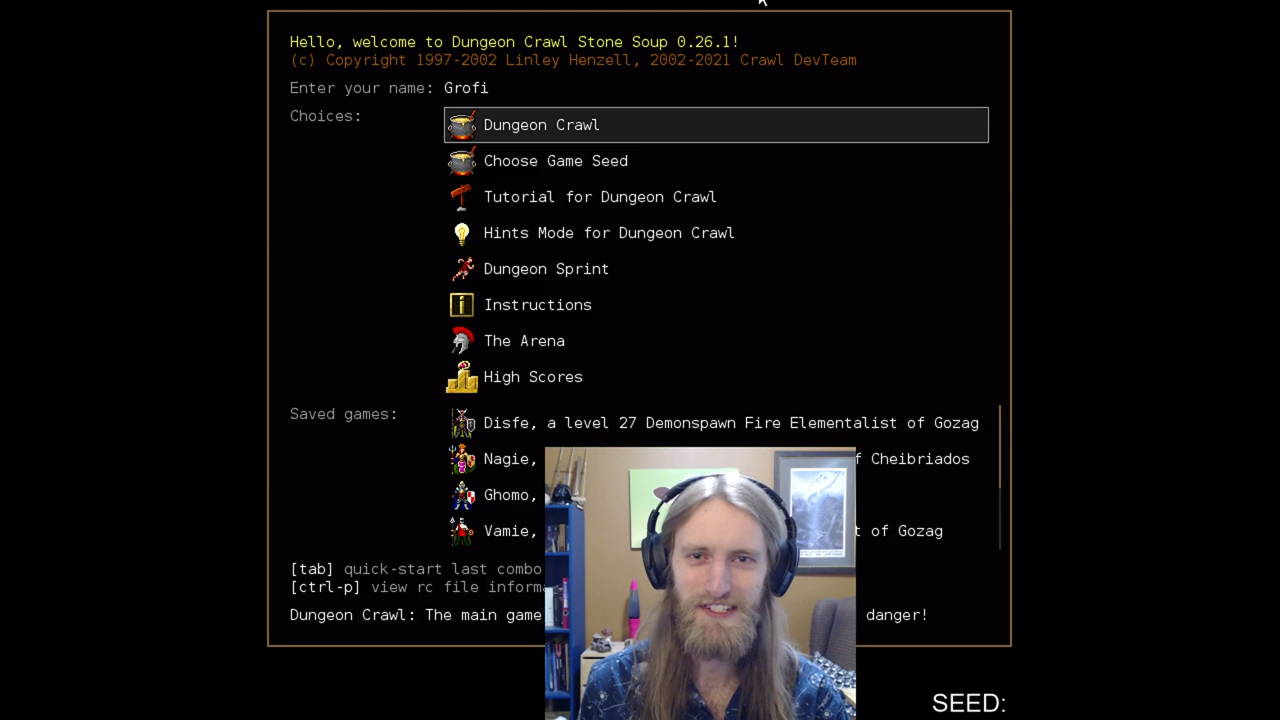 Hello, welcome to Dungeon Crawl Stone Soup 0.26.1!
(c) Copyright 1997-2002 Linley Henzell, 2002-2021 Crawl DevTeam
Enter your name: Grofi
Choices:
Dungeon Crawl
Choose Game Seed
Tutorial for Dungeon Crawl
Hints Mode for Dungeon Crawl
Dungeon Sprint
Instructions
The Arena
High Scores
Saved games:
Disfe, a level 27 Demonspawn Fire Elementalist of Gozag
Nagie, f Cheibriados
Ghomo,
Vamie, t of Gozag
[tab] quick-start last combo
[ctrl-p] view rc file informa
Dungeon Crawl: The main game danger!
SEED: